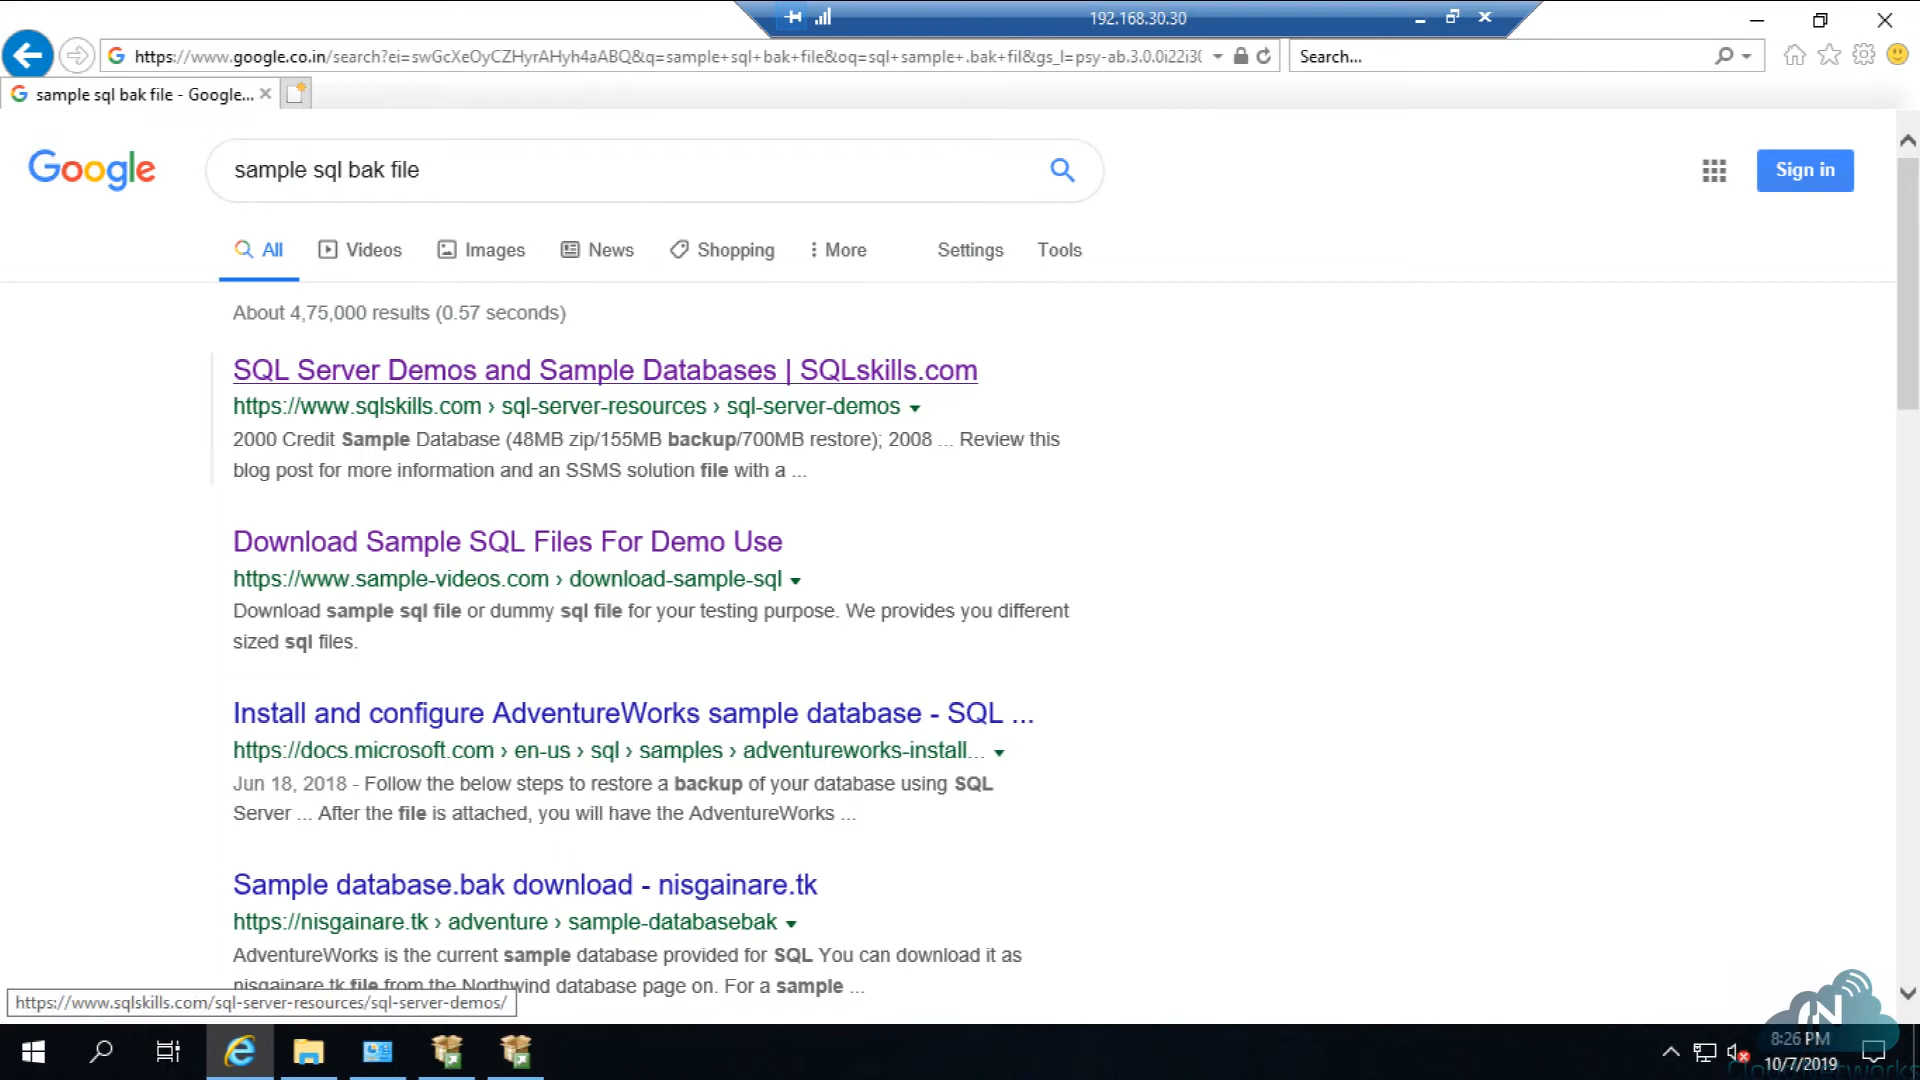 192.168.30.30
https://www.google.co.in/search?ei=swGcXeOyCZHyrAHyh4aABQ&q=sample+sql+bak+file&oq=sql+sample+.bak+fil&gs_l=psy-ab.3.0.0i22i30
Search...
sample sql bak file - Google...
Google
sample sql bak file
Sign in
All
Videos
Images
News
Shopping
More
Settings
Tools
About 4,75,000 results (0.57 seconds)
SQL Server Demos and Sample Databases | SQLskills.com
https://www.sqlskills.com › sql-server-resources › sql-server-demos
2000 Credit Sample Database (48MB zip/155MB backup/700MB restore); 2008 ... Review this
blog post for more information and an SSMS solution file with a ...
Download Sample SQL Files For Demo Use
https://www.sample-videos.com › download-sample-sql
Download sample sql file or dummy sql file for your testing purpose. We provides you different
sized sql files.
Install and configure AdventureWorks sample database - SQL ...
https://docs.microsoft.com › en-us › sql › samples › adventureworks-install...
Jun 18, 2018 - Follow the below steps to restore a backup of your database using SQL
Server ... After the file is attached, you will have the AdventureWorks ...
Sample database.bak download - nisgainare.tk
https://nisgainare.tk › adventure › sample-databasebak
AdventureWorks is the current sample database provided for SQL You can download it as
nisgainare.tk file from the Northwind database page on. For a sample ...
https://www.sqlskills.com/sql-server-resources/sql-server-demos/
8:26 PM
10/7/2019